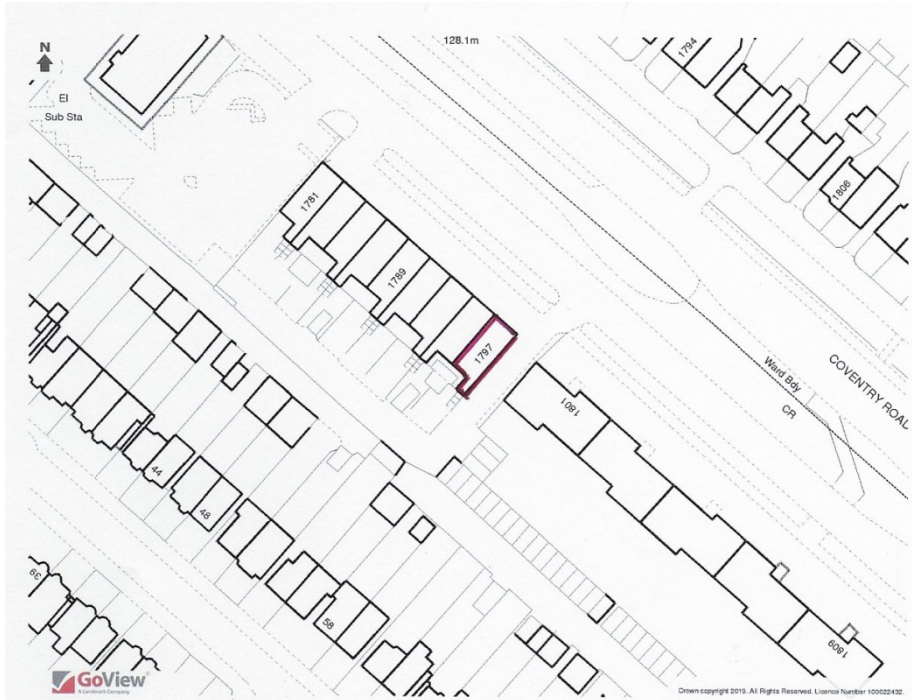 N
128.1m
El
Sub Sta
1794
1781
1806
1789
1797
Ward Bdy
COVENTRY ROAD
CR
1801
44
48
39
58
1809
GoView
A Landmark Company
Crown copyright 2019. All Rights Reserved. Licence Number 100022432